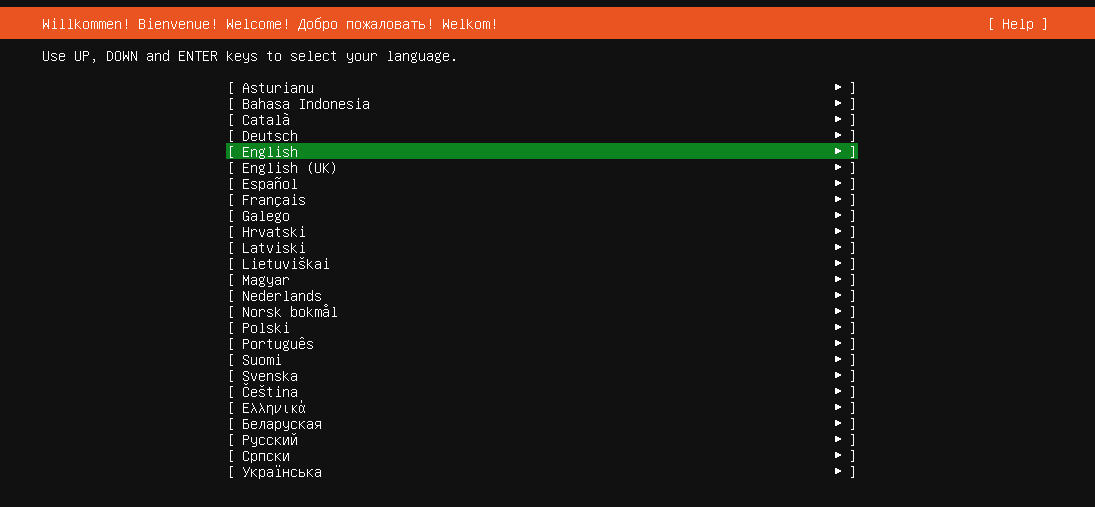 Willkommen! Bienvenue! Welcome! Добро пожаловать! Welkom! [ Help ]
Use UP, DOWN and ENTER keys to select your language.
[ Asturianu ▸ ]
[ Bahasa Indonesia ▸ ]
[ Català ▸ ]
[ Deutsch ▸ ]
[ English ▸ ]
[ English (UK) ▸ ]
[ Español ▸ ]
[ Français ▸ ]
[ Galego ▸ ]
[ Hrvatski ▸ ]
[ Latviski ▸ ]
[ Lietuviškai ▸ ]
[ Magyar ▸ ]
[ Nederlands ▸ ]
[ Norsk bokmål ▸ ]
[ Polski ▸ ]
[ Português ▸ ]
[ Suomi ▸ ]
[ Svenska ▸ ]
[ Čeština ▸ ]
[ Ελληνικά ▸ ]
[ Беларуская ▸ ]
[ Русский ▸ ]
[ Српски ▸ ]
[ Українська ▸ ]